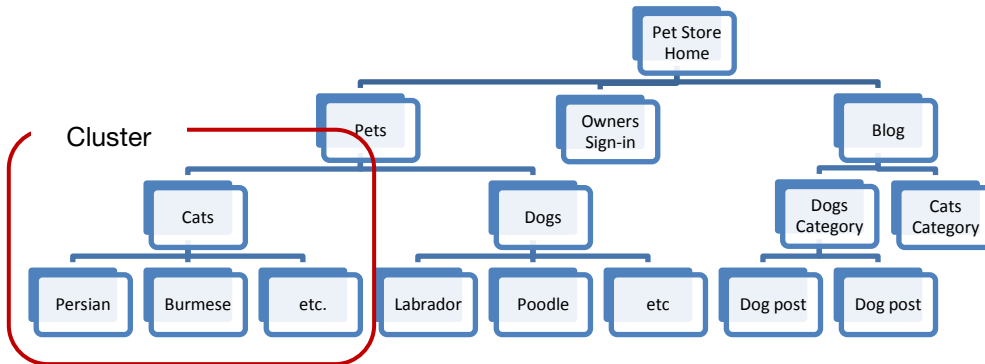 Pet Store
Home
Pets
Owners
Sign-in
Blog
Cluster
Cats
Dogs
Dogs
Category
Cats
Category
Persian
Burmese
etc.
Labrador
Poodle
etc
Dog post
Dog post